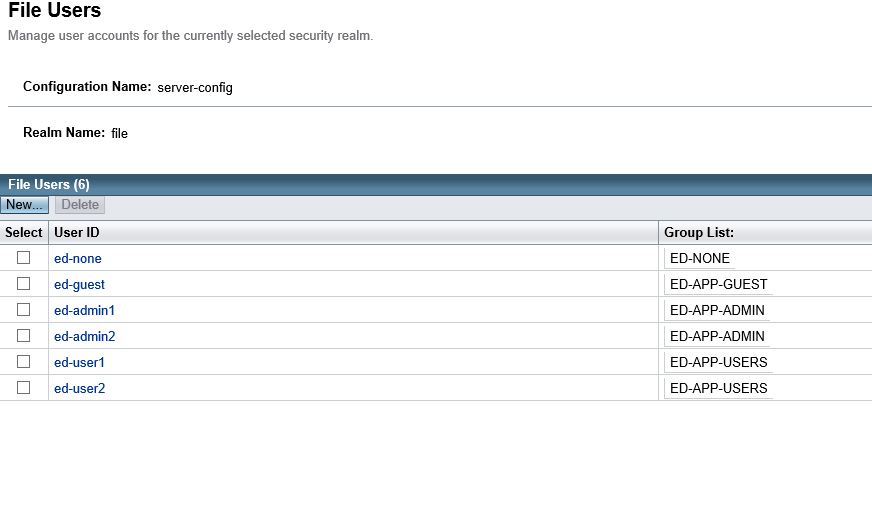 File Users
Manage user accounts for the currently selected security realm.
Configuration Name: server-config
Realm Name: file
File Users (6)
New... Delete
Select User ID Group List:
ed-none ED-NONE
ed-guest ED-APP-GUEST
ed-admin1 ED-APP-ADMIN
ed-admin2 ED-APP-ADMIN
ed-user1 ED-APP-USERS
ed-user2 ED-APP-USERS